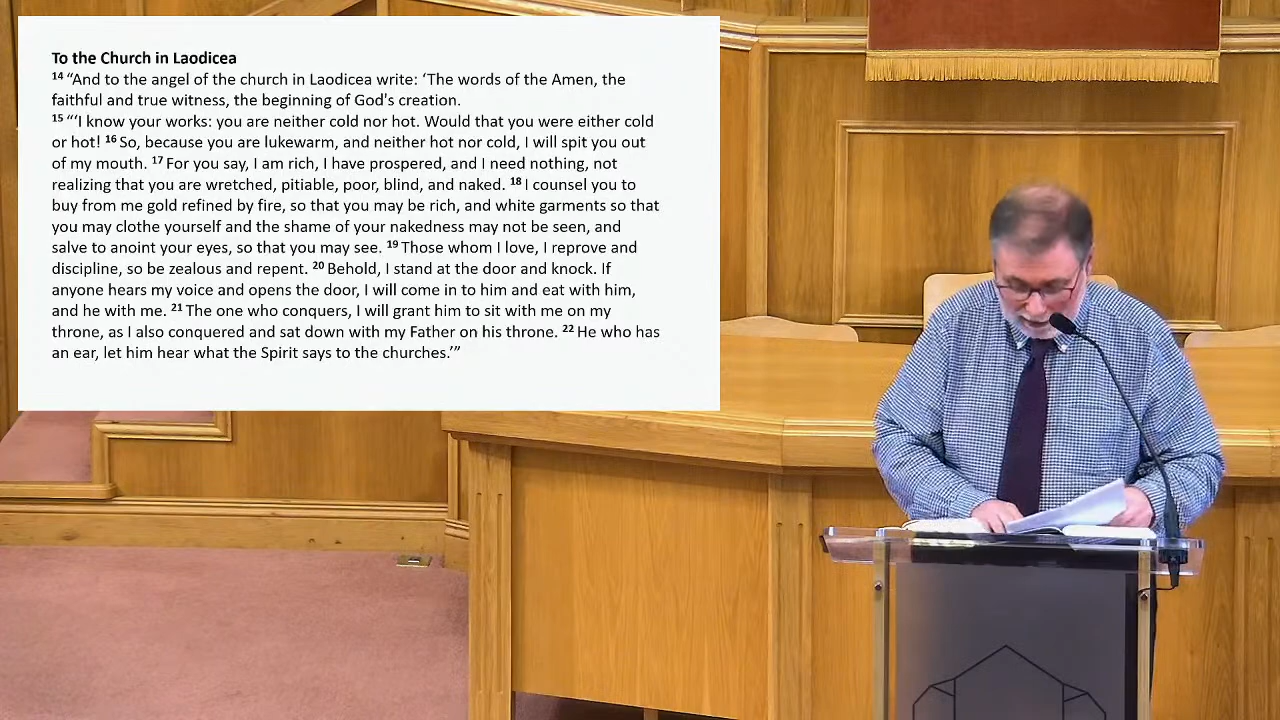 To the Church in Laodicea
14 “And to the angel of the church in Laodicea write: ‘The words of the Amen, the
faithful and true witness, the beginning of God's creation.
15 “‘I know your works: you are neither cold nor hot. Would that you were either cold
or hot! 16 So, because you are lukewarm, and neither hot nor cold, I will spit you out
of my mouth. 17 For you say, I am rich, I have prospered, and I need nothing, not
realizing that you are wretched, pitiable, poor, blind, and naked. 18 I counsel you to
buy from me gold refined by fire, so that you may be rich, and white garments so that
you may clothe yourself and the shame of your nakedness may not be seen, and
salve to anoint your eyes, so that you may see. 19 Those whom I love, I reprove and
discipline, so be zealous and repent. 20 Behold, I stand at the door and knock. If
anyone hears my voice and opens the door, I will come in to him and eat with him,
and he with me. 21 The one who conquers, I will grant him to sit with me on my
throne, as I also conquered and sat down with my Father on his throne. 22 He who has
an ear, let him hear what the Spirit says to the churches.’”